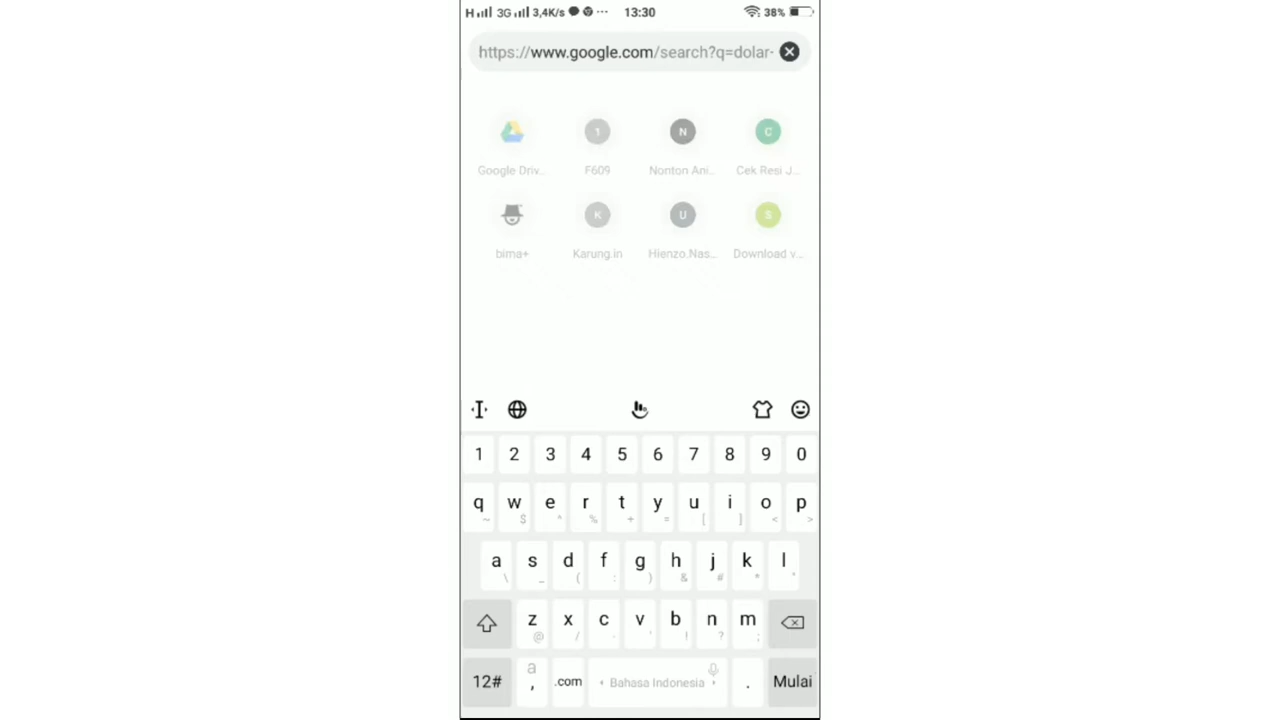 H 3G 3,4K/s ··· 13:30 38%
https://www.google.com/search?q=dolar-
1 N C
Google Driv.. F609 Nonton Ani.. Cek Resi J...
K U S
bima+ Karung.in Hienzo.Nas... Download v...
1 2 3 4 5 6 7 8 9 0
q w e r t y u i o p
~ $ ^ % + = [ ] < >
a s d f g h j k l
\ _ ( : ) & # * "
z x c v b n m
@ / - ' ! ? ;
a
12# , .com Bahasa Indonesia . Mulai